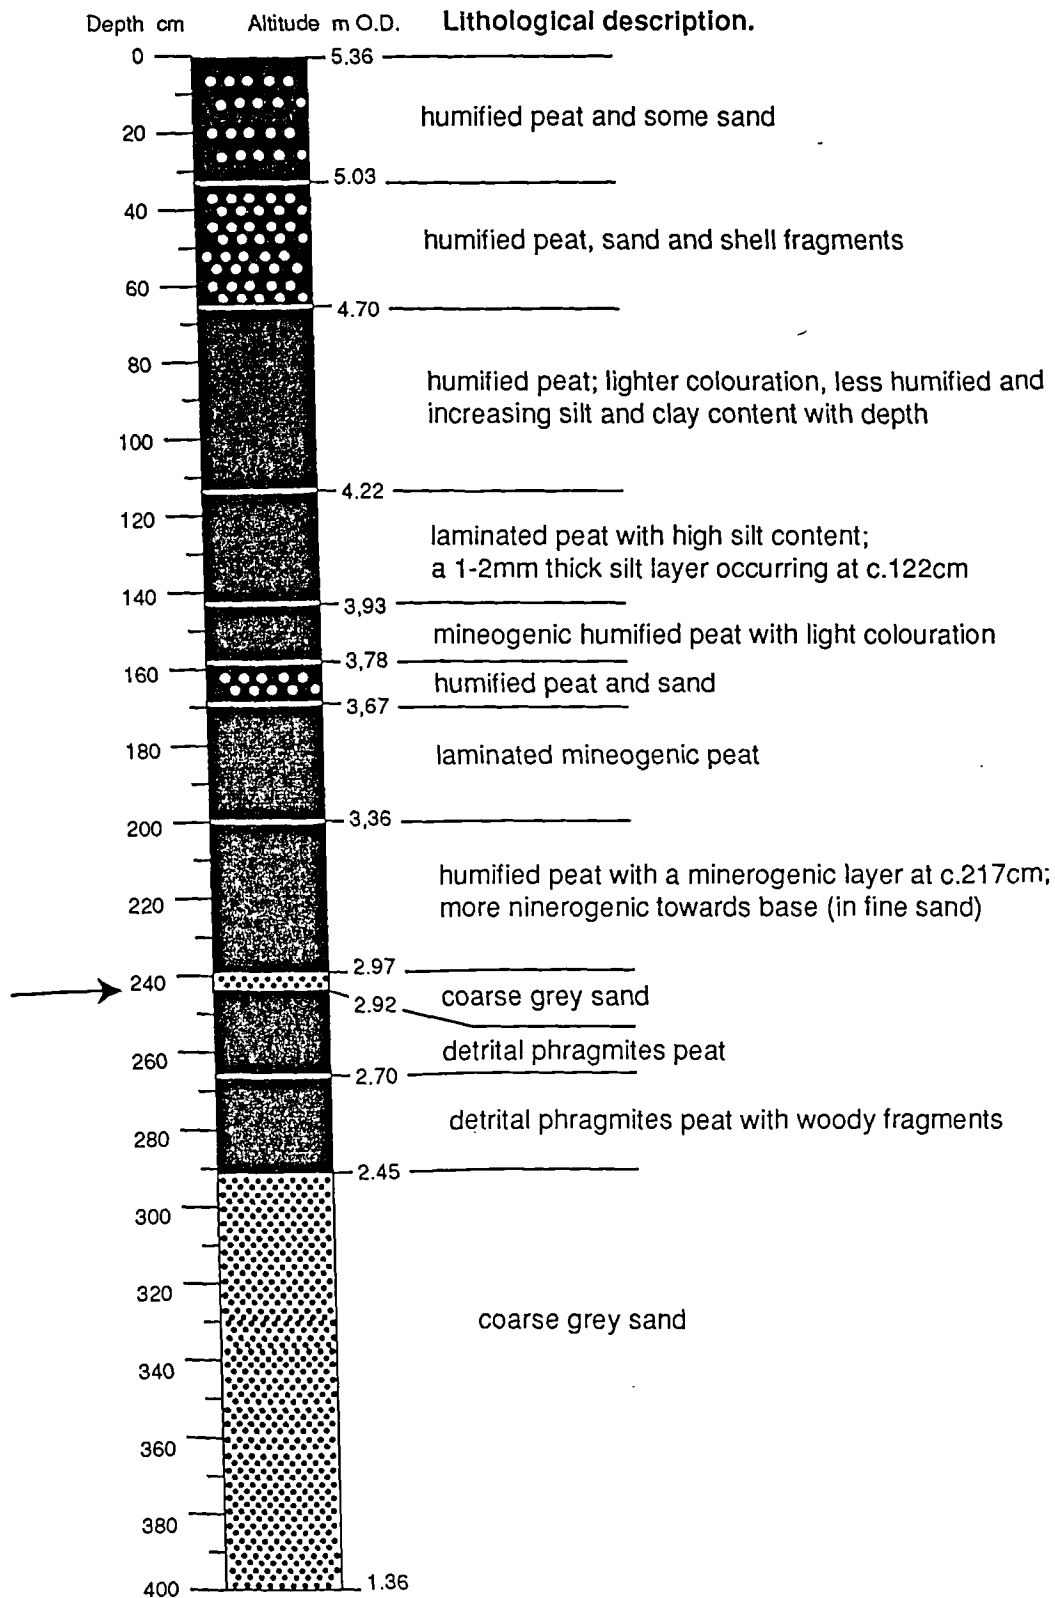 Depth cm Altitude m O.D. Lithological description.
0 5.36
humified peat and some sand
20
5.03
40
humified peat, sand and shell fragments
60
4.70
80
humified peat; lighter colouration, less humified and
increasing silt and clay content with depth
100
4.22
120
laminated peat with high silt content;
a 1-2mm thick silt layer occurring at c.122cm
140
3,93
mineogenic humified peat with light colouration
3,78
160
humified peat and sand
3,67
180
laminated mineogenic peat
200 3,36
humified peat with a minerogenic layer at c.217cm;
220
more ninerogenic towards base (in fine sand)
2.97
240
coarse grey sand
2.92
260
detrital phragmites peat
2.70
detrital phragmites peat with woody fragments
280
2.45
300
320
coarse grey sand
340
360
380
400 1.36